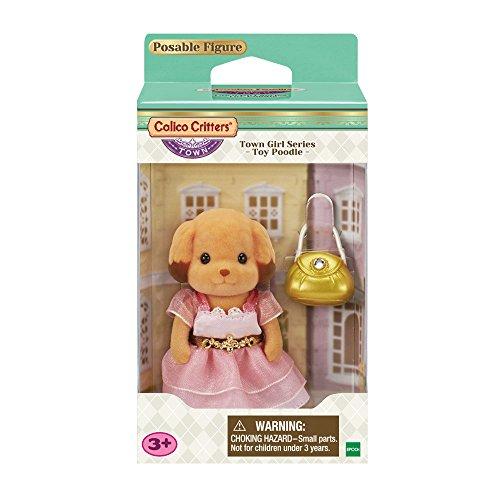 Posable Figure
Calico Critters®
TOWN
Town Girl Series
- Toy Poodle -
3+
⚠ WARNING:
CHOKING HAZARD—Small parts.
Not for children under 3 years.
EPOCH